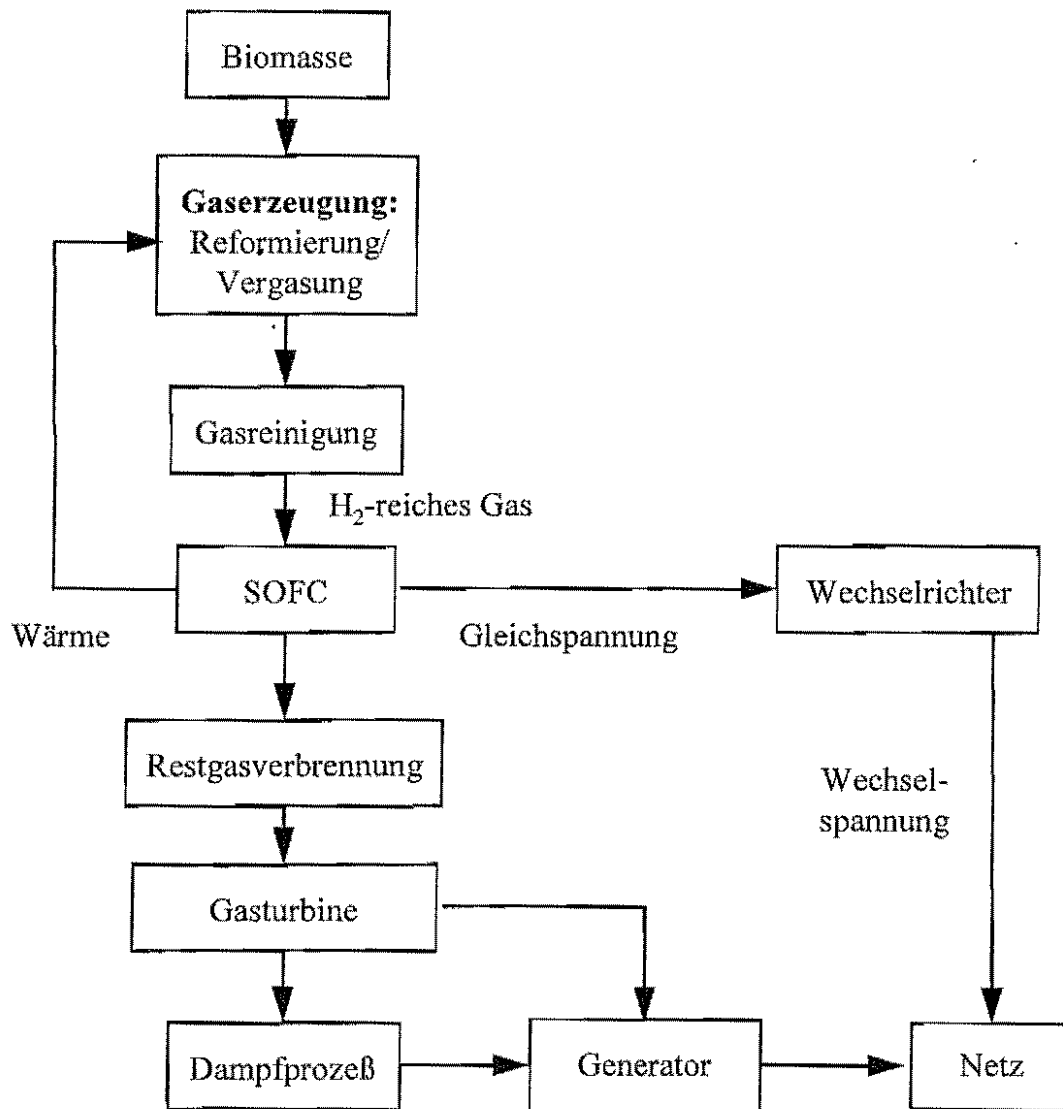 Biomasse
Gaserzeugung:
Reformierung/
Vergasung
Gasreinigung
H₂-reiches Gas
SOFC
Wechselrichter
Wärme
Gleichspannung
Restgasverbrennung
Wechsel-
spannung
Gasturbine
Dampfprozeß
Generator
Netz